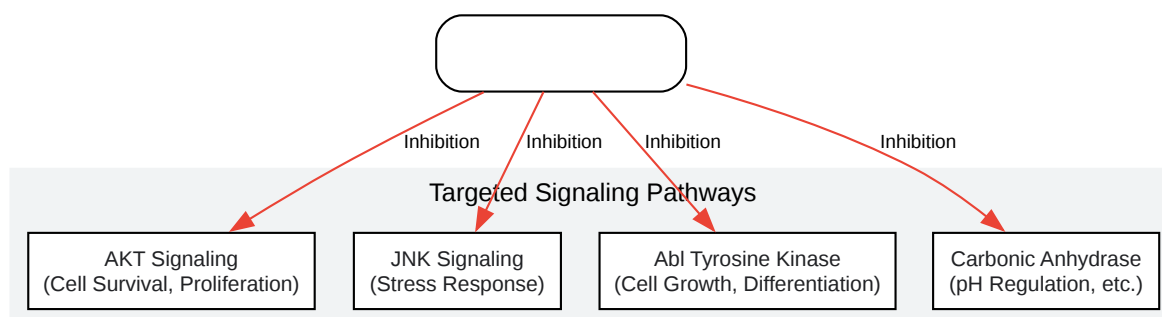 Inhibition
Inhibition
Inhibition
Inhibition
Targeted Signaling Pathways
AKT Signaling
(Cell Survival, Proliferation)
JNK Signaling
(Stress Response)
Abl Tyrosine Kinase
(Cell Growth, Differentiation)
Carbonic Anhydrase
(pH Regulation, etc.)